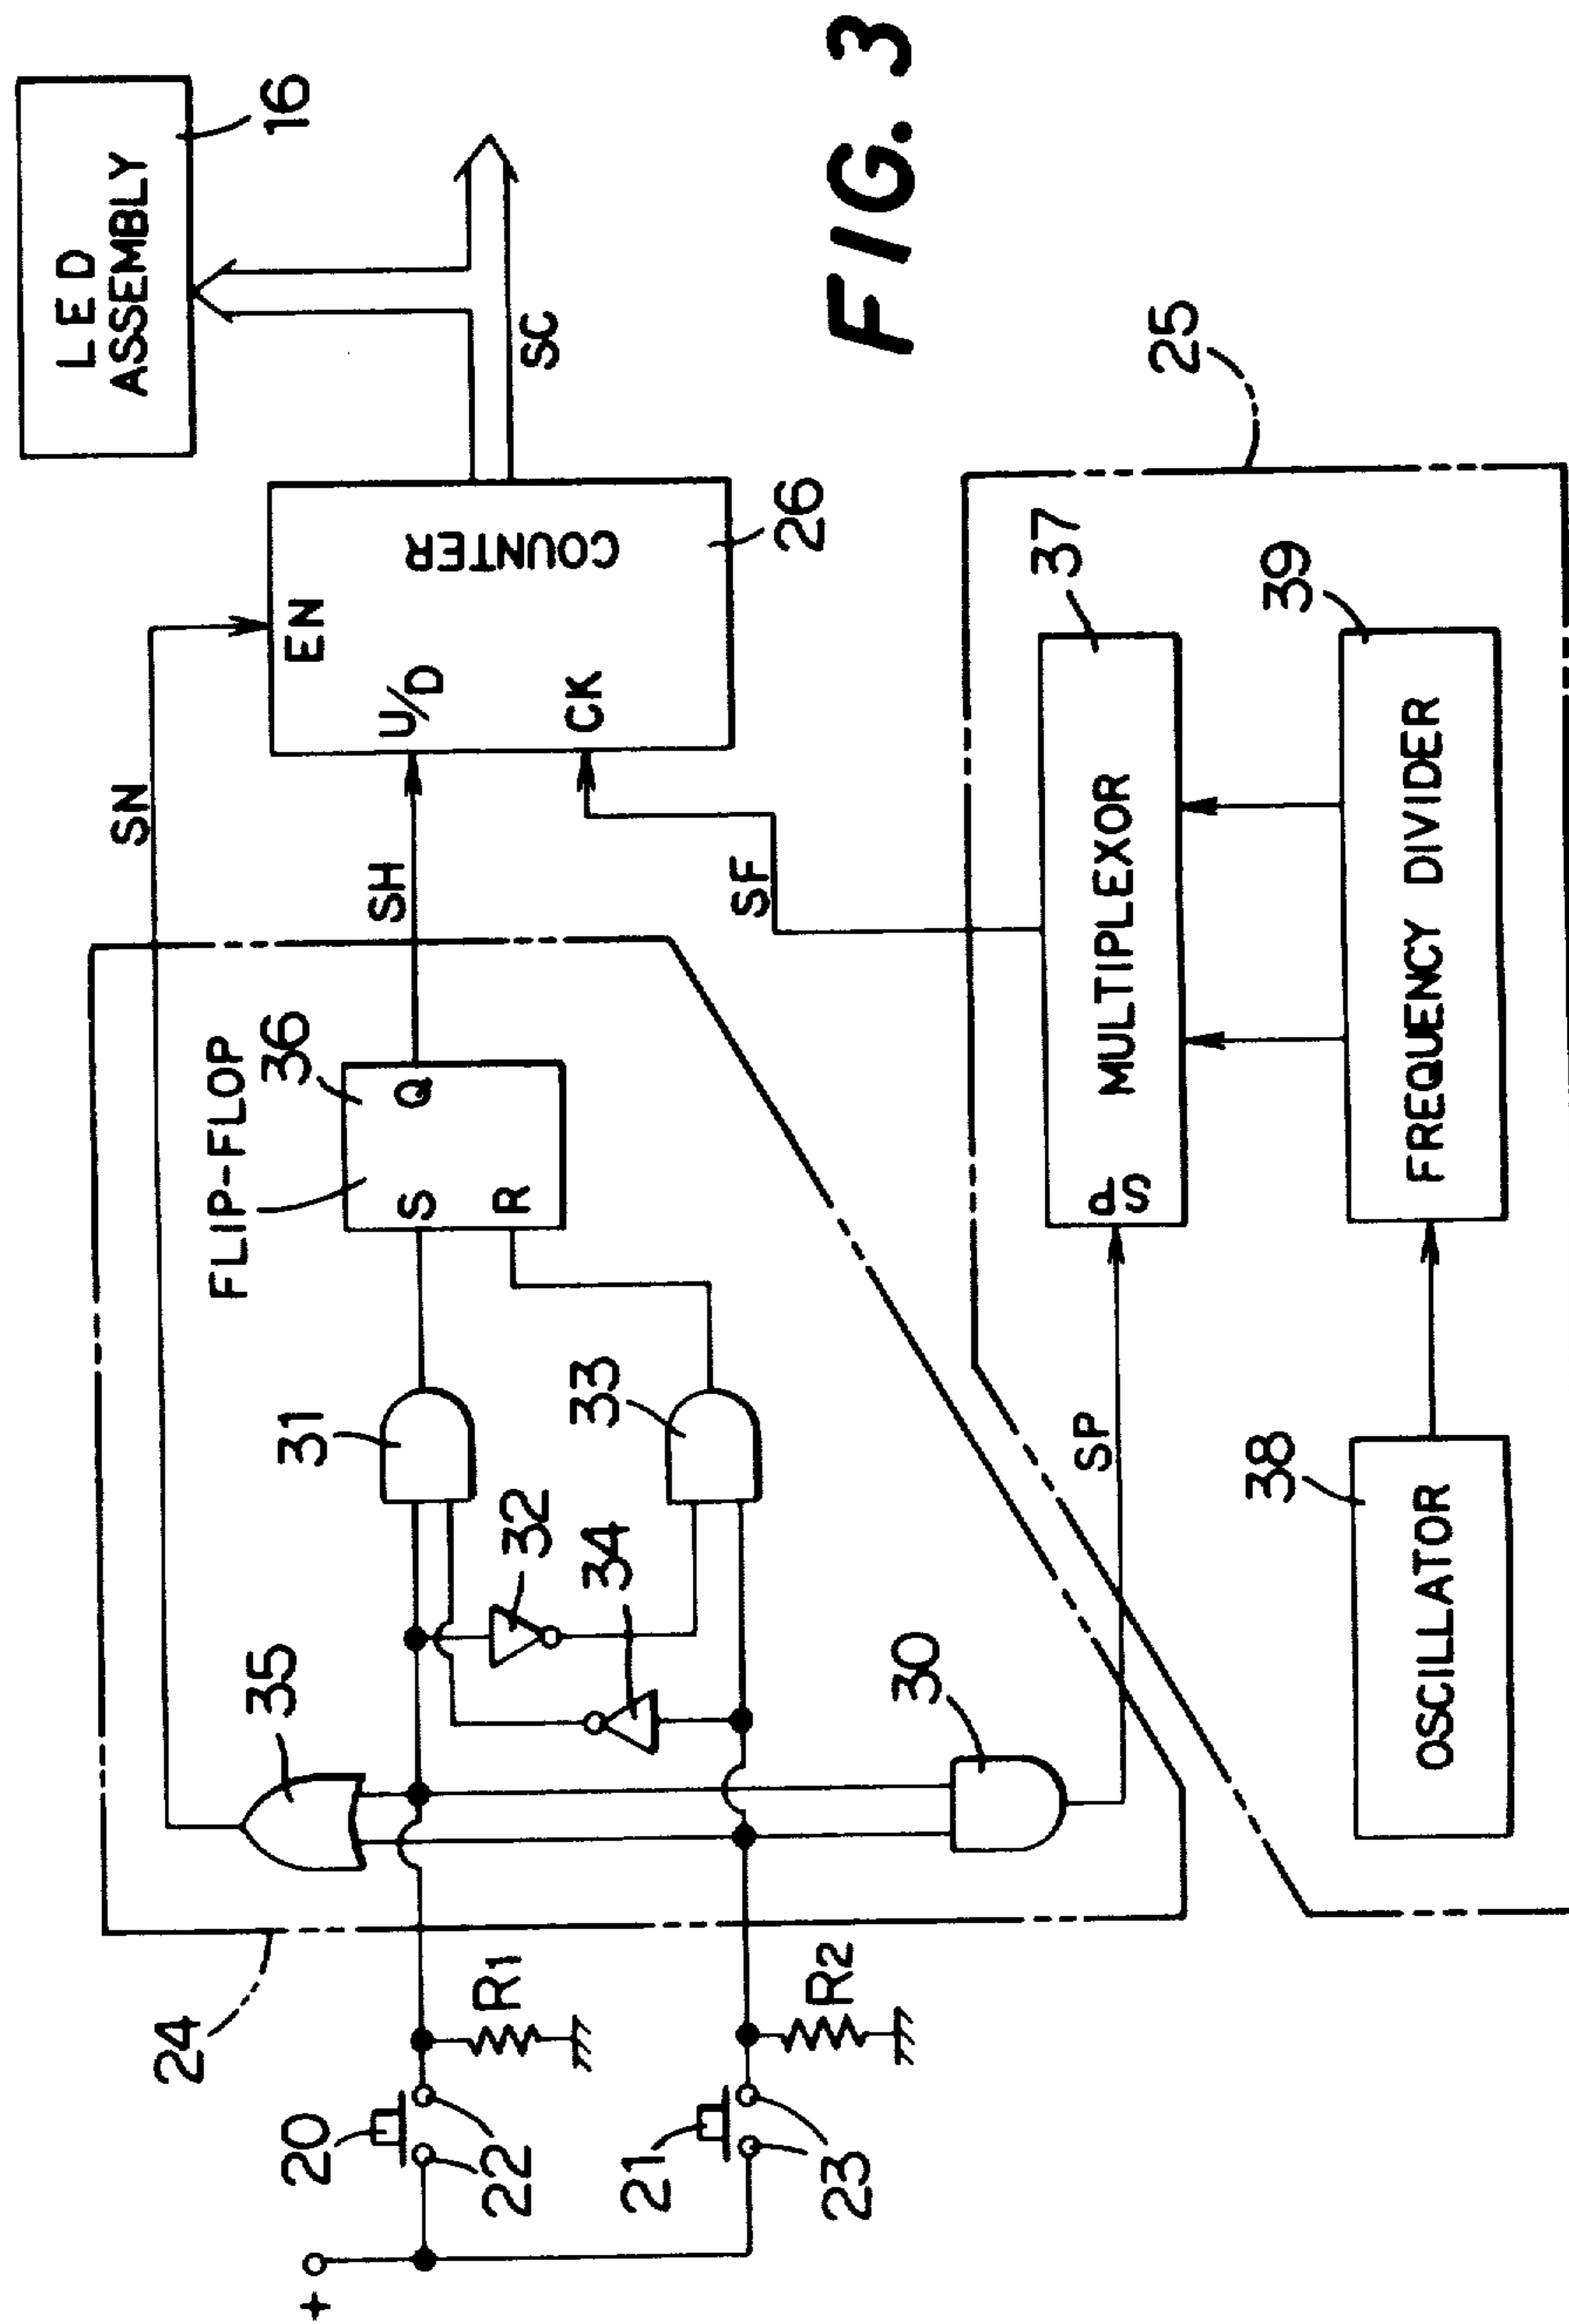 LED
ASSEMBLY
16
SN
EN
U/D
CK
COUNTER
26
SC
SH
SF
FLIP-FLOP
36
S
R
Q
35
31
32
33
34
30
24
20
22
R1
21
23
R2
+
SP
25
SP
MULTIPLEXOR
37
FREQUENCY DIVIDER
39
OSCILLATOR
38
FIG. 3